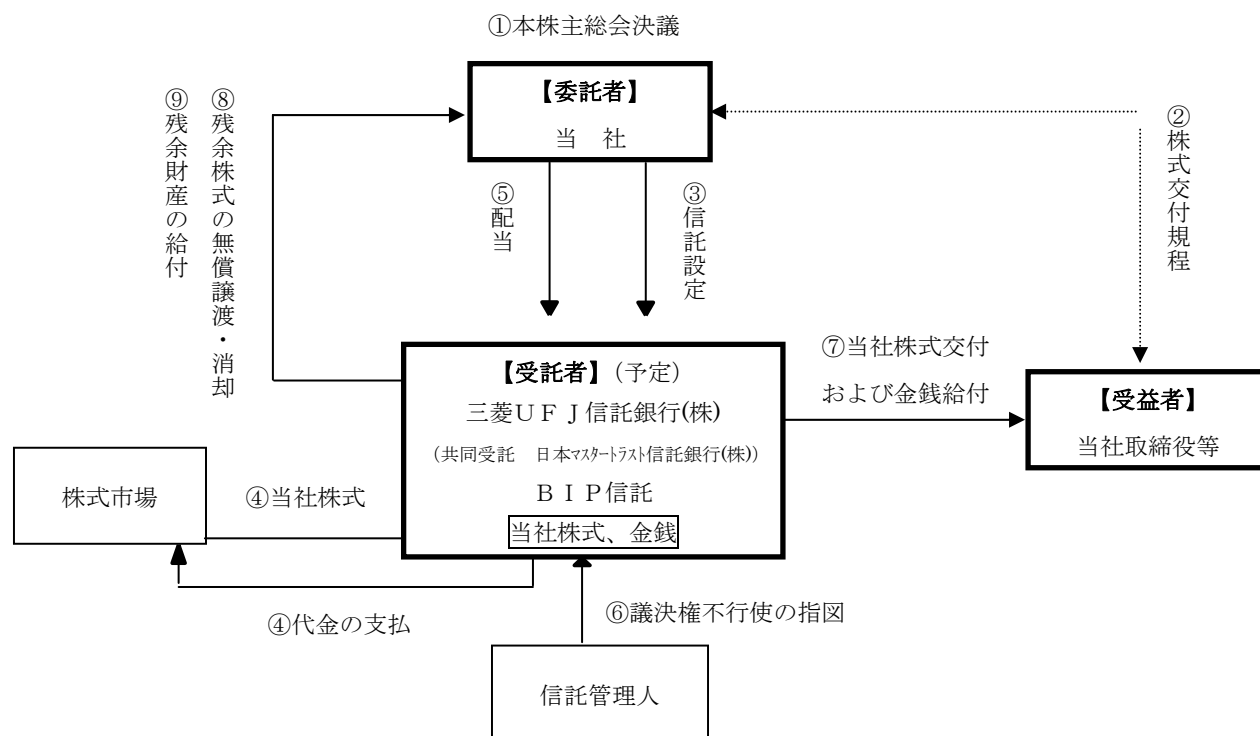 ①本株主総会決議
【委託者】
当 社
⑨残余財産の給付
⑧残余株式の無償譲渡・消却
⑤配当
③信託設定
②株式交付規程
【受託者】(予定)
三菱UFJ信託銀行(株)
(共同受託 日本マスタートラスト信託銀行(株))
BIP信託
当社株式、金銭
⑦当社株式交付
および金銭給付
【受益者】
当社取締役等
株式市場
④当社株式
④代金の支払
⑥議決権不行使の指図
信託管理人